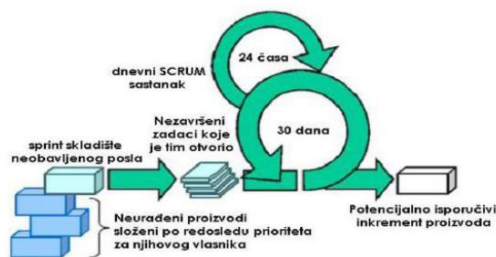 24 časa
dnevni SCRUM
sastanak
Nezavršeni
zadaci koje
je tim otvorio
30 dana
sprint skladište
neobavljenog posla
Neurađeni proizvodi
složeni po redosledu prioriteta
za njihovog vlasnika
Potencijalno isporučivi
inkrement proizvoda